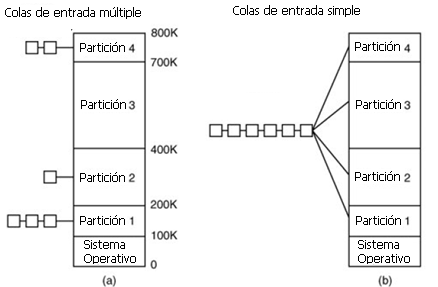 Colas de entrada múltiple
800K
Partición 4
700K
Partición 3
400K
Partición 2
200K
Partición 1
100K
Sistema
Operativo
0
(a)
Colas de entrada simple
Partición 4
Partición 3
Partición 2
Partición 1
Sistema
Operativo
(b)